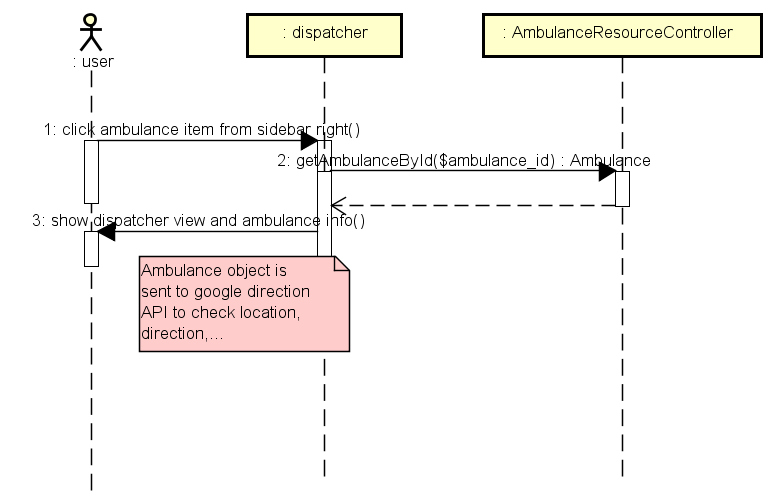 : user
: dispatcher
: AmbulanceResourceController
1: click ambulance item from sidebar right()
2: getAmbulanceById($ambulance_id) : Ambulance
3: show dispatcher view and ambulance info()
Ambulance object is
sent to google direction
API to check location,
direction,...